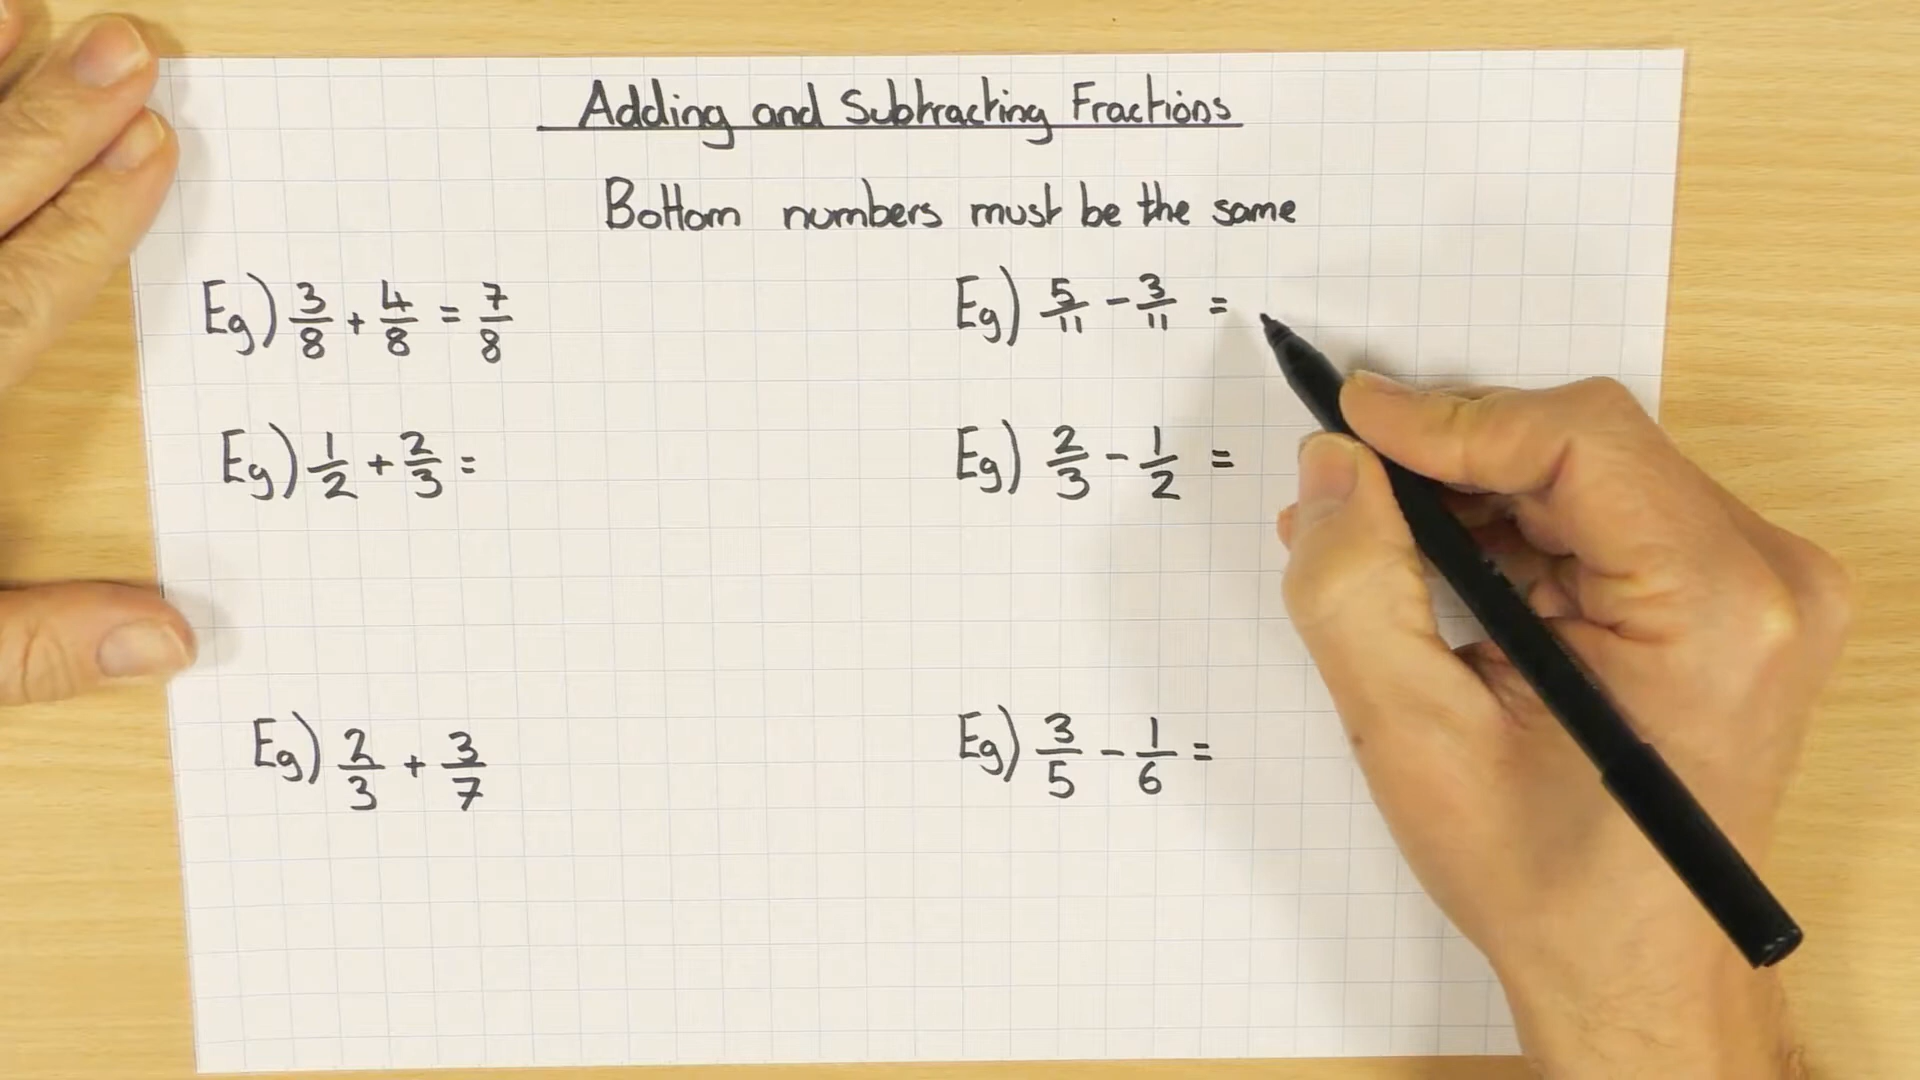 Adding and Subtracting Fractions
Bottom numbers must be the same
Eg) 3/8 + 4/8 = 7/8
Eg) 5/11 - 3/11 =
Eg) 1/2 + 2/3 =
Eg) 2/3 - 1/2 =
Eg) 2/3 + 3/7
Eg) 3/5 - 1/6 =